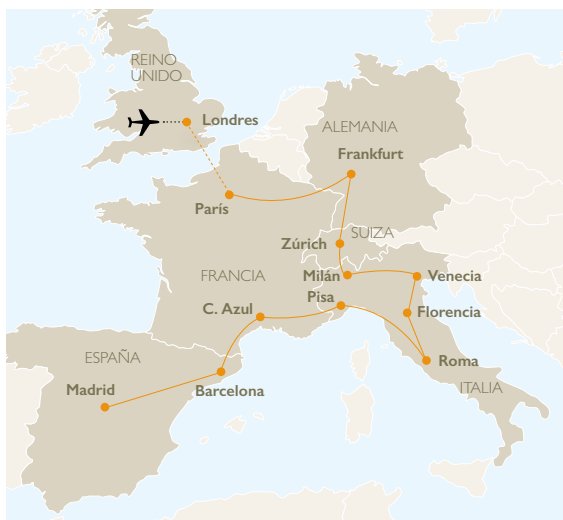 REINO
UNIDO
Londres
ALEMANIA
Frankfurt
París
SUIZA
Zúrich
FRANCIA
Milán
Venecia
Pisa
C. Azul
Florencia
ESPAÑA
Roma
Madrid
Barcelona
ITALIA